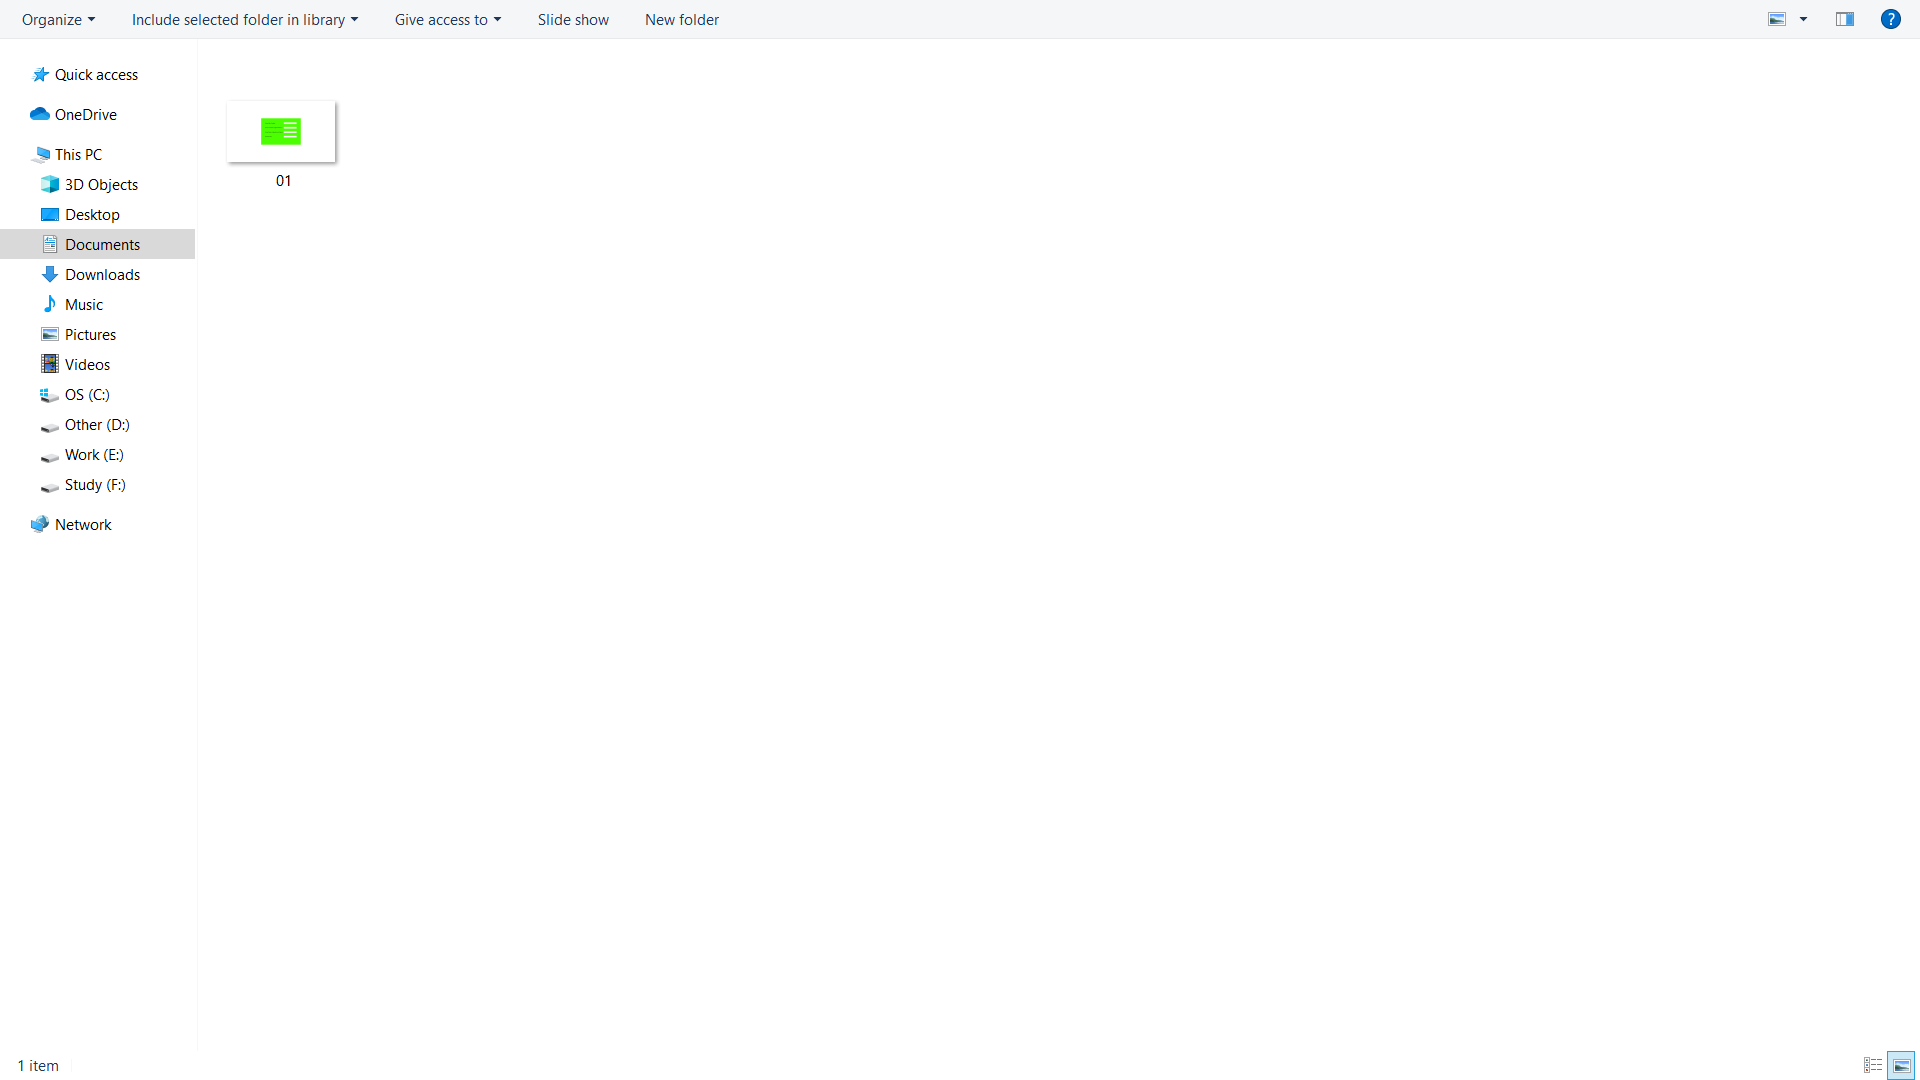 Organize Include selected folder in library Give access to Slide show New folder
Quick access
OneDrive
This PC
3D Objects
Desktop
Documents
Downloads
Music
Pictures
Videos
OS (C:)
Other (D:)
Work (E:)
Study (F:)
Network
01
1 item
?